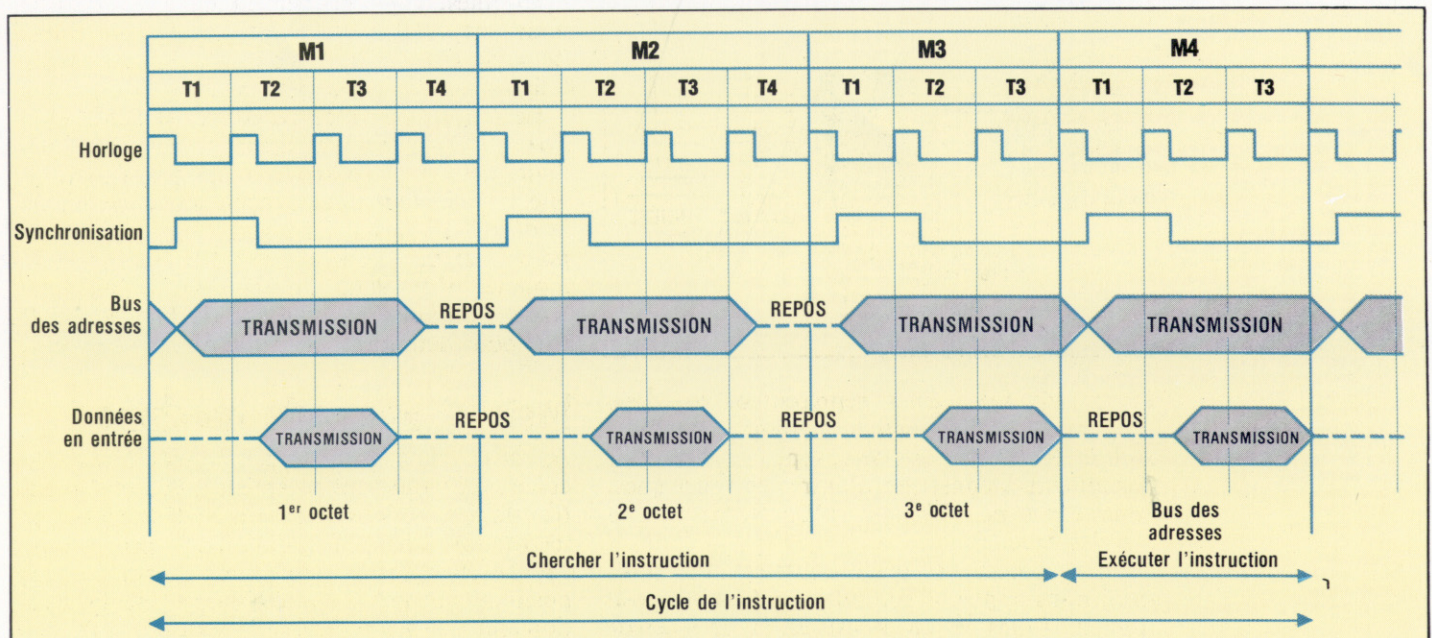 M1 M2 M3 M4
T1 T2 T3 T4 T1 T2 T3 T4 T1 T2 T3 T1 T2 T3
Horloge
Synchronisation
Bus
des adresses
TRANSMISSION REPOS TRANSMISSION REPOS TRANSMISSION TRANSMISSION
Données
en entrée
TRANSMISSION REPOS TRANSMISSION REPOS TRANSMISSION REPOS TRANSMISSION
1er octet 2e octet 3e octet Bus des
adresses
Chercher l'instruction Exécuter l'instruction
Cycle de l'instruction